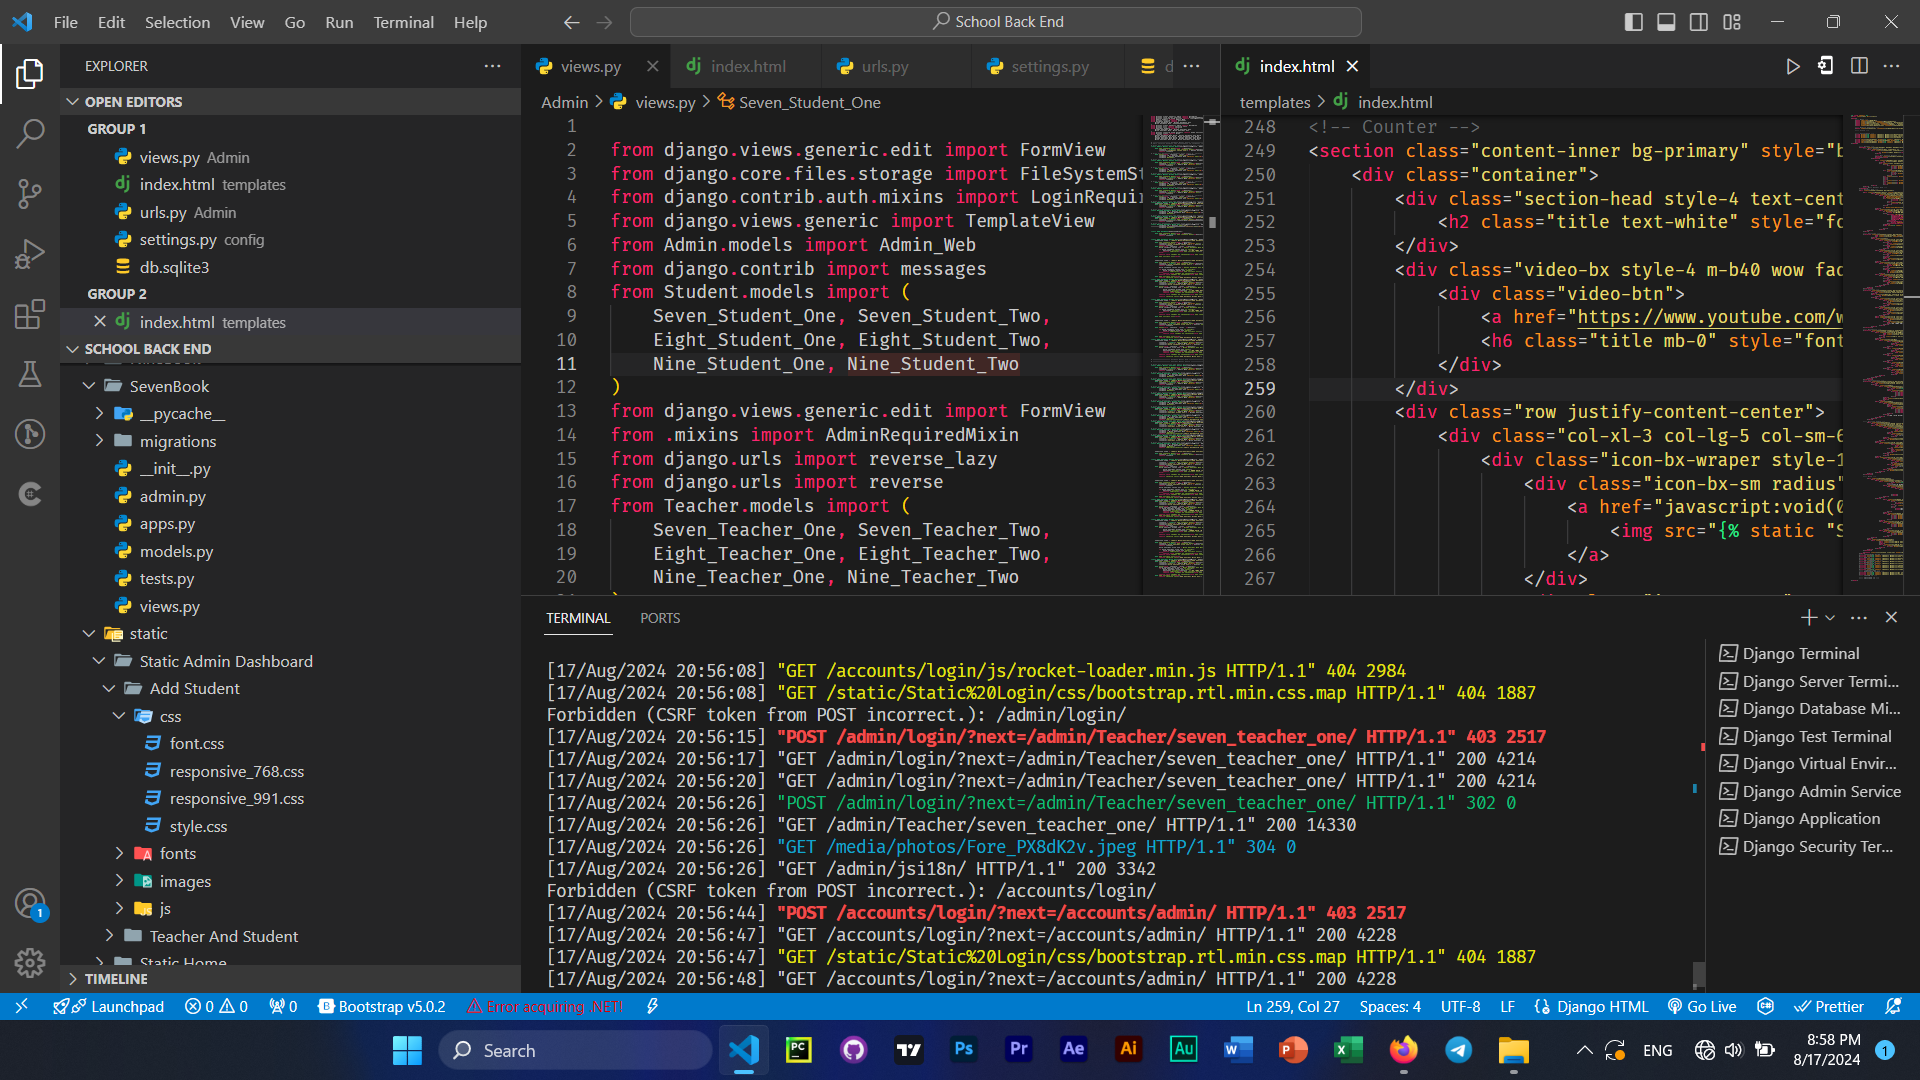 File Edit Selection View Go Run Terminal Help
School Back End
EXPLORER
OPEN EDITORS
GROUP 1
views.py Admin
index.html templates
urls.py Admin
settings.py config
db.sqlite3
GROUP 2
index.html templates
SCHOOL BACK END
SevenBook
__pycache__
migrations
__init__.py
admin.py
apps.py
models.py
tests.py
views.py
static
Static Admin Dashboard
Add Student
css
font.css
responsive_768.css
responsive_991.css
style.css
fonts
images
js
Teacher And Student
Static Home
TIMELINE
views.py index.html urls.py settings.py d
Admin > views.py > Seven_Student_One
1
2 from django.views.generic.edit import FormView
3 from django.core.files.storage import FileSystemSt
4 from django.contrib.auth.mixins import LoginRequi
5 from django.views.generic import TemplateView
6 from Admin.models import Admin_Web
7 from django.contrib import messages
8 from Student.models import (
9 Seven_Student_One, Seven_Student_Two,
10 Eight_Student_One, Eight_Student_Two,
11 Nine_Student_One, Nine_Student_Two
12 )
13 from django.views.generic.edit import FormView
14 from .mixins import AdminRequiredMixin
15 from django.urls import reverse_lazy
16 from django.urls import reverse
17 from Teacher.models import (
18 Seven_Teacher_One, Seven_Teacher_Two,
19 Eight_Teacher_One, Eight_Teacher_Two,
20 Nine_Teacher_One, Nine_Teacher_Two
index.html
templates > index.html
248 <!-- Counter -->
249 <section class="content-inner bg-primary" style="b
250 <div class="container">
251 <div class="section-head style-4 text-cent
252 <h2 class="title text-white" style="fo
253 </div>
254 <div class="video-bx style-4 m-b40 wow fad
255 <div class="video-btn">
256 <a href="https://www.youtube.com/w
257 <h6 class="title mb-0" style="font
258 </div>
259 </div>
260 <div class="row justify-content-center">
261 <div class="col-xl-3 col-lg-5 col-sm-6
262 <div class="icon-bx-wraper style-1
263 <div class="icon-bx-sm radius"
264 <a href="javascript:void(0
265 <img src="{% static "S
266 </a>
267 </div>
TERMINAL PORTS
[17/Aug/2024 20:56:08] "GET /accounts/login/js/rocket-loader.min.js HTTP/1.1" 404 2984
[17/Aug/2024 20:56:08] "GET /static/Static%20Login/css/bootstrap.rtl.min.css.map HTTP/1.1" 404 1887
Forbidden (CSRF token from POST incorrect.): /admin/login/
[17/Aug/2024 20:56:15] "POST /admin/login/?next=/admin/Teacher/seven_teacher_one/ HTTP/1.1" 403 2517
[17/Aug/2024 20:56:17] "GET /admin/login/?next=/admin/Teacher/seven_teacher_one/ HTTP/1.1" 200 4214
[17/Aug/2024 20:56:20] "GET /admin/login/?next=/admin/Teacher/seven_teacher_one/ HTTP/1.1" 200 4214
[17/Aug/2024 20:56:26] "POST /admin/login/?next=/admin/Teacher/seven_teacher_one/ HTTP/1.1" 302 0
[17/Aug/2024 20:56:26] "GET /admin/Teacher/seven_teacher_one/ HTTP/1.1" 200 14330
[17/Aug/2024 20:56:26] "GET /media/photos/Fore_PX8dK2v.jpeg HTTP/1.1" 304 0
[17/Aug/2024 20:56:26] "GET /admin/jsi18n/ HTTP/1.1" 200 3342
Forbidden (CSRF token from POST incorrect.): /accounts/login/
[17/Aug/2024 20:56:44] "POST /accounts/login/?next=/accounts/admin/ HTTP/1.1" 403 2517
[17/Aug/2024 20:56:47] "GET /accounts/login/?next=/accounts/admin/ HTTP/1.1" 200 4228
[17/Aug/2024 20:56:47] "GET /static/Static%20Login/css/bootstrap.rtl.min.css.map HTTP/1.1" 404 1887
[17/Aug/2024 20:56:48] "GET /accounts/login/?next=/accounts/admin/ HTTP/1.1" 200 4228
Django Terminal
Django Server Termi...
Django Database Mi...
Django Test Terminal
Django Virtual Envir...
Django Admin Service
Django Application
Django Security Ter...
1
Launchpad 0 0 0 Bootstrap v5.0.2 Error acquiring .NET! Ln 259, Col 27 Spaces: 4 UTF-8 LF Django HTML Go Live Prettier
Search PC Ps Pr Ae Ai Au W P X ENG
8:58 PM
8/17/2024
1